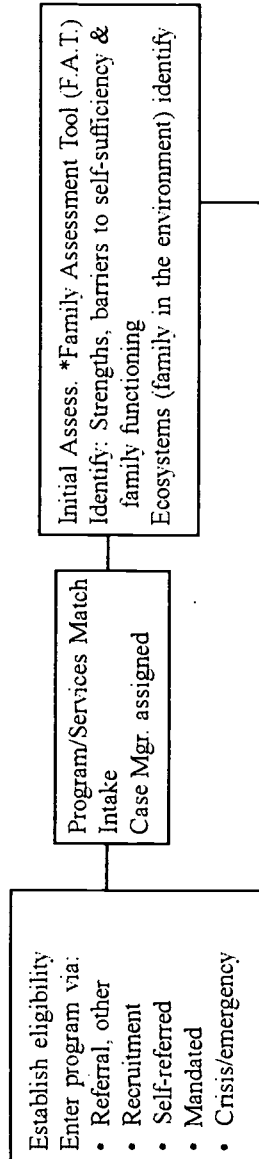 Establish eligibility
Enter program via:
• Referral, other
• Recruitment
• Self-referred
• Mandated
• Crisis/emergency
Program/Services Match
Intake
Case Mgr. assigned
Initial Assess. *Family Assessment Tool (F.A.T.)
Identify: Strengths, barriers to self-sufficiency &
family functioning
Ecosystems (family in the environment) identify